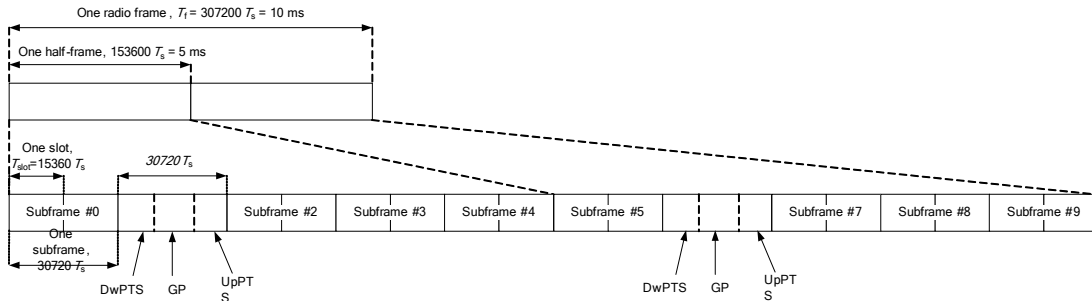 One radio frame , Tf = 307200 Ts = 10 ms
One half-frame, 153600 Ts = 5 ms
One slot,
Tslot=15360 Ts
30720Ts
Subframe #0
Subframe #2
Subframe #3
Subframe #4
Subframe #5
Subframe #7
Subframe #8
Subframe #9
One
subframe ,
30720 Ts
DwPTS
GP
UpPT
S
DwPTS
GP
UpPT
S